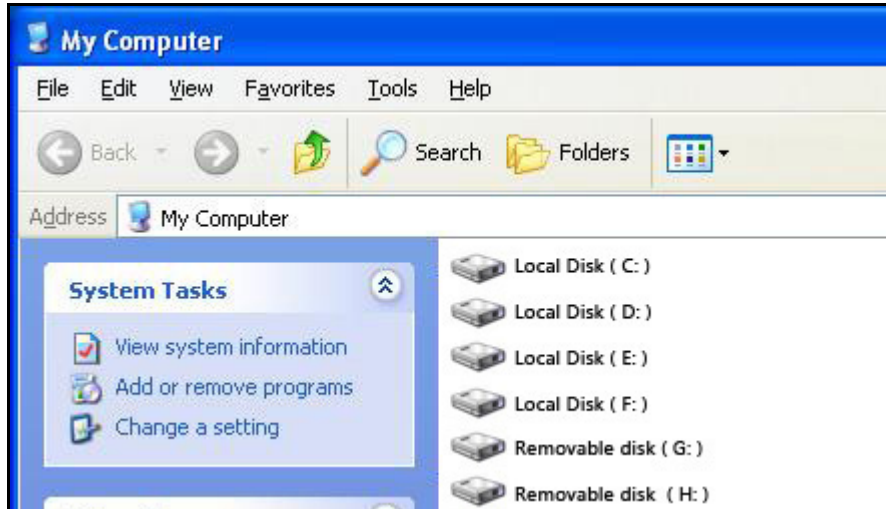 My Computer
File Edit View Favorites Tools Help
Back Search Folders
Address My Computer
System Tasks
View system information
Add or remove programs
Change a setting
Local Disk ( C: )
Local Disk ( D: )
Local Disk ( E: )
Local Disk ( F: )
Removable disk ( G: )
Removable disk ( H: )